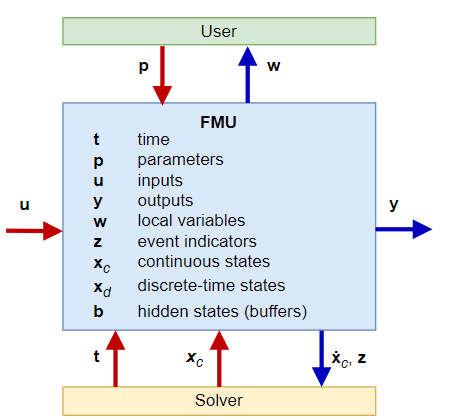 User
p w
FMU
t time
p parameters
u inputs
y outputs
w local variables
z event indicators
x_c continuous states
x_d discrete-time states
b hidden states (buffers)
u
y
t x_c ẋ_c, z
Solver